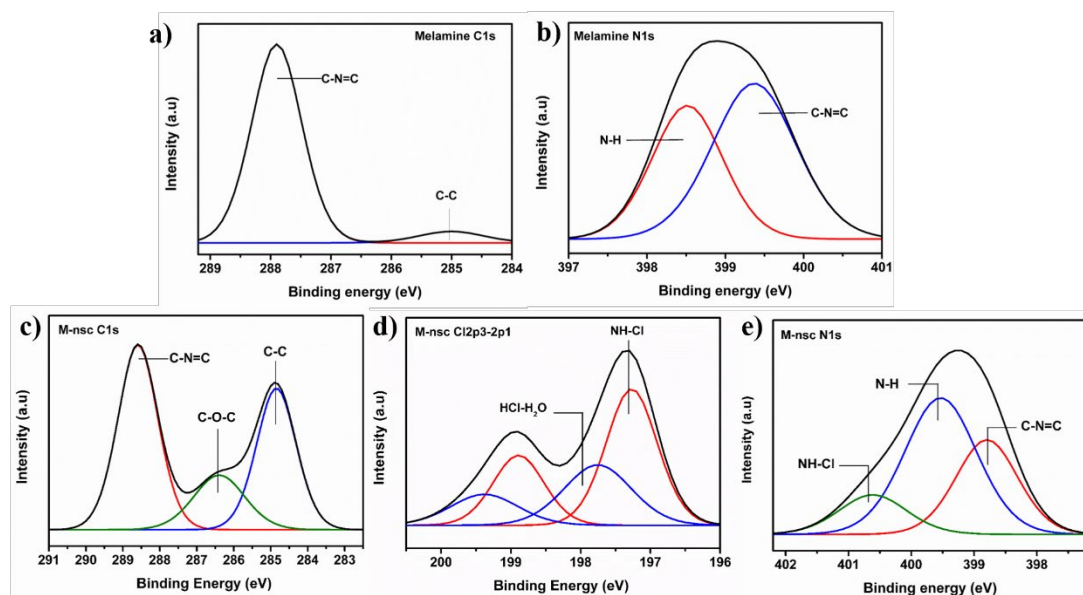 a)
Melamine C1s
C-N=C
C-C
Intensity (a.u)
289 288 287 286 285 284
Binding energy (eV)
b)
Melamine N1s
N-H
C-N=C
Intensity (a.u)
397 398 399 400 401
Binding energy (eV)
c)
M-nsc C1s
C-N=C
C-O-C
C-C
Intensity (a.u)
291 290 289 288 287 286 285 284 283
Binding Energy (eV)
d)
M-nsc Cl2p3-2p1
NH-Cl
HCl-H₂O
Intensity (a.u)
200 199 198 197 196
Binding Energy (eV)
e)
M-nsc N1s
N-H
C-N=C
NH-Cl
Intensity (a.u)
402 401 400 399 398
Binding energy (eV)